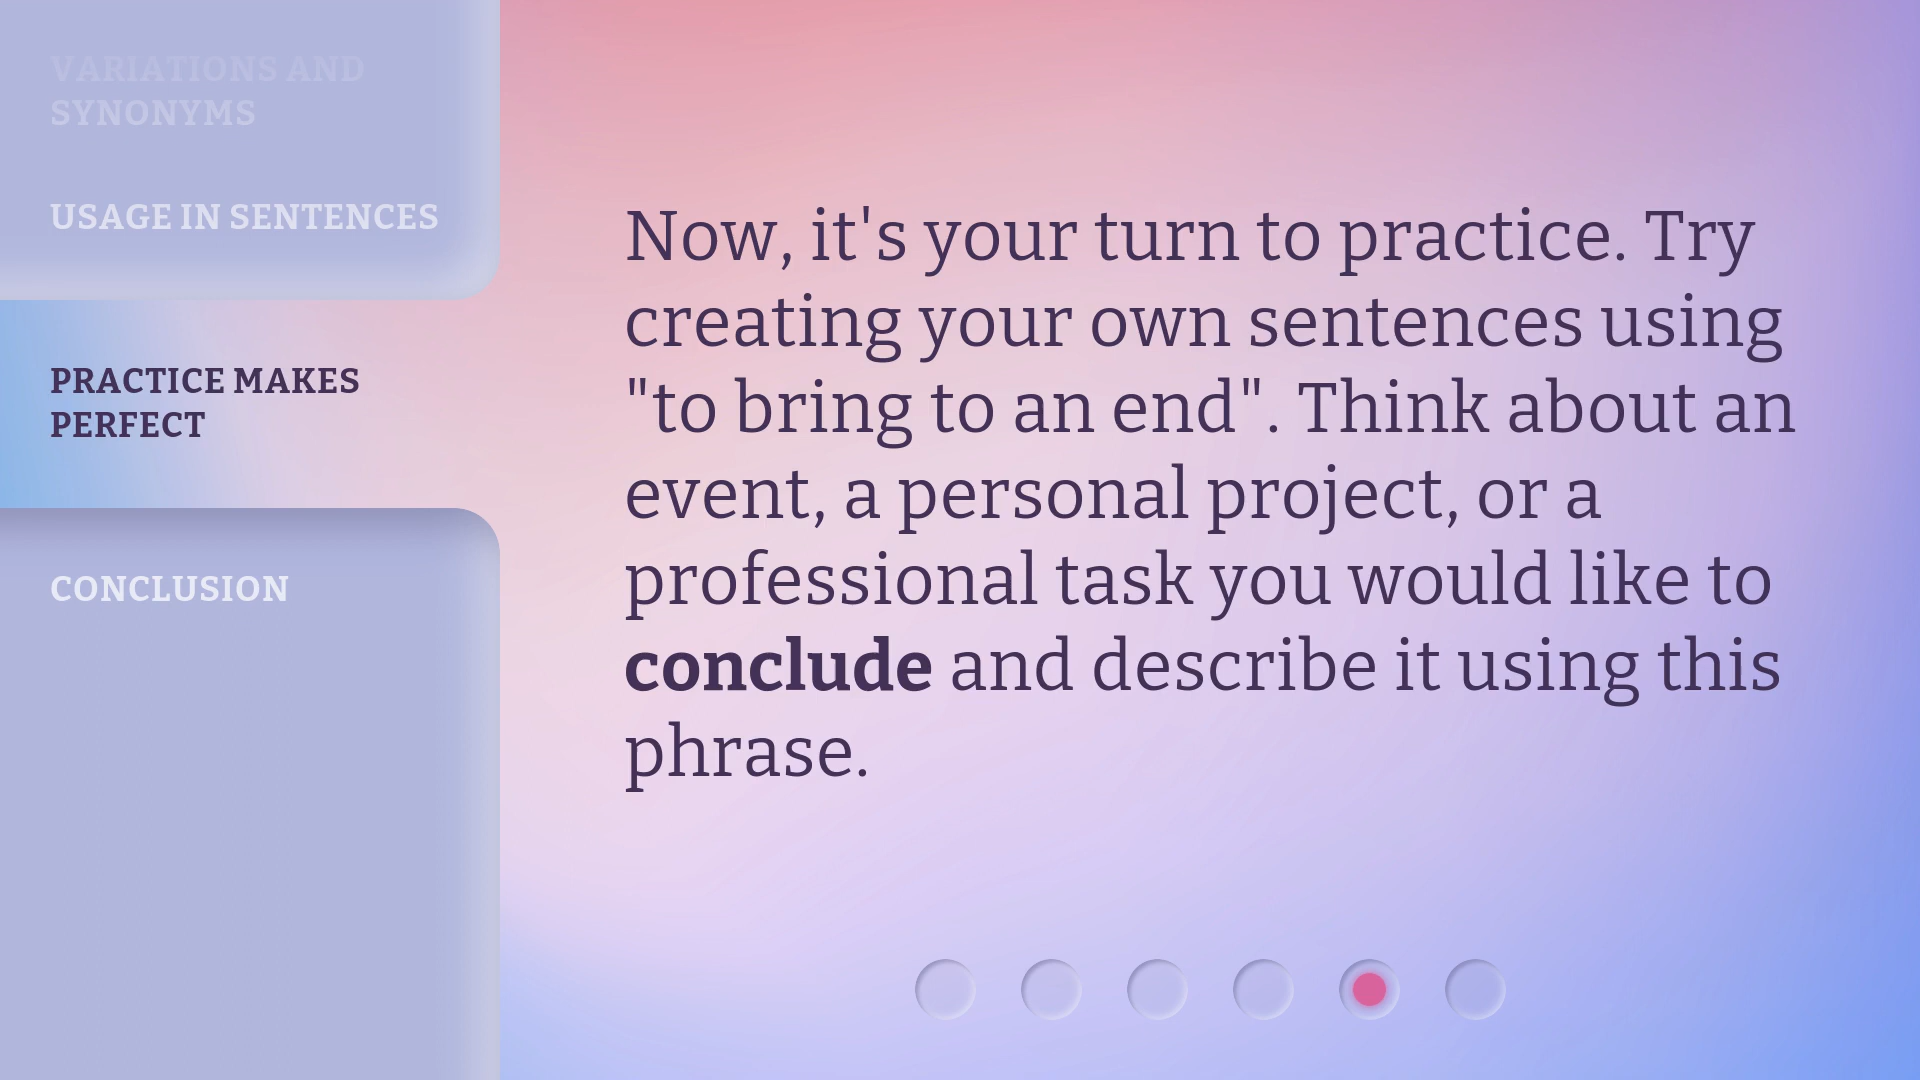 VARIATIONS AND
SYNONYMS
USAGE IN SENTENCES
PRACTICE MAKES
PERFECT
CONCLUSION
Now, it's your turn to practice. Try
creating your own sentences using
"to bring to an end". Think about an
event, a personal project, or a
professional task you would like to
conclude and describe it using this
phrase.